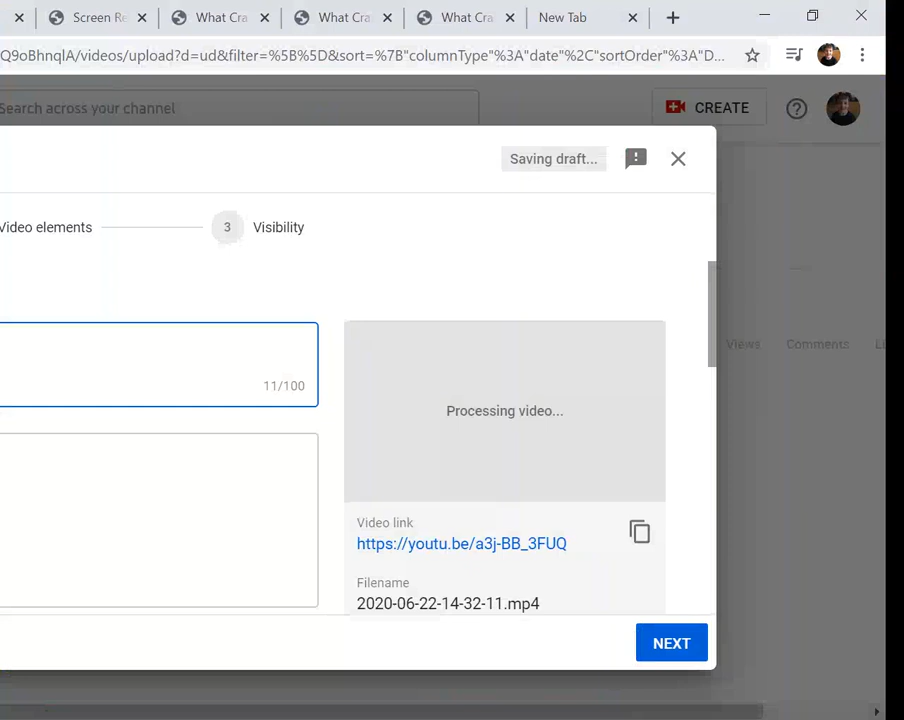 Screen Re
What Cra
What Cra
What Cra
New Tab
Q9oBhnqlA/videos/upload?d=ud&filter=%5B%5D&sort=%7B"columnType"%3A"date"%2C"sortOrder"%3A"D...
Search across your channel
CREATE
Saving draft...
Video elements
3
Visibility
11/100
Processing video...
Views
Comments
Li
Video link
https://youtu.be/a3j-BB_3FUQ
Filename
2020-06-22-14-32-11.mp4
NEXT